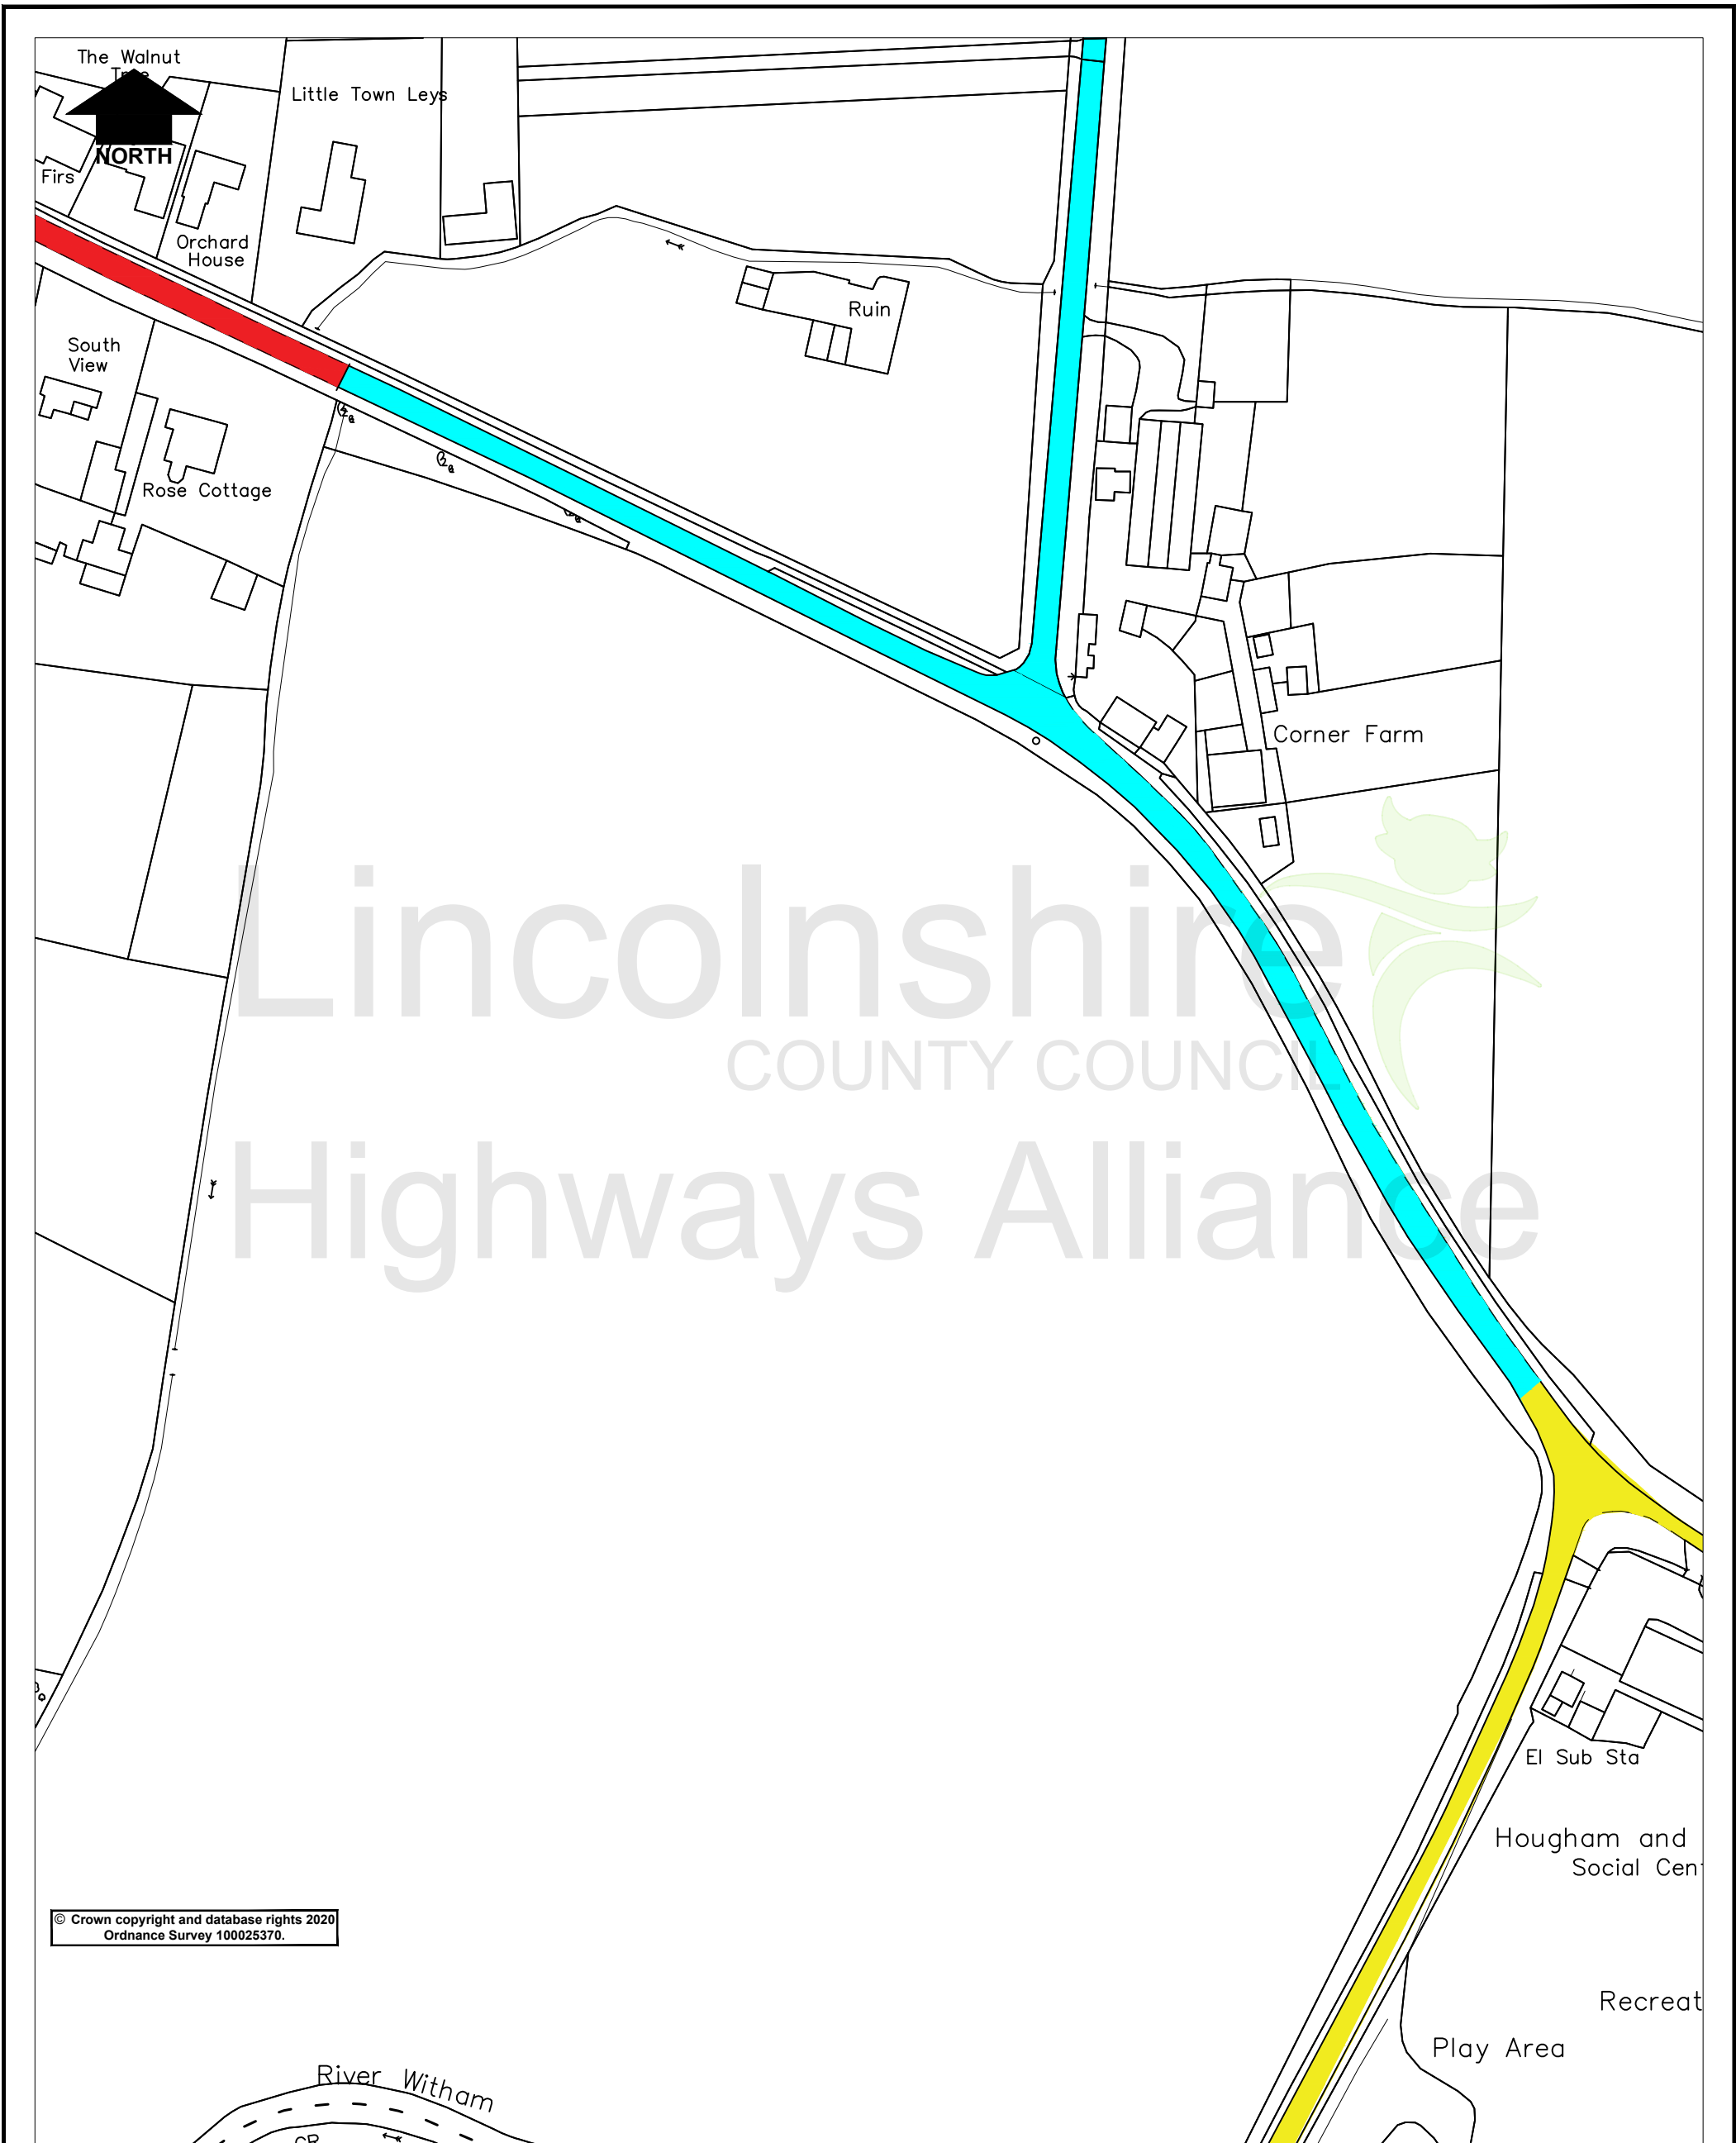 The Walnut
Tree
Little Town Leys
NORTH
Firs
Orchard
House
Ruin
South
View
Rose Cottage
Corner Farm
Lincolnshire
COUNTY COUNCIL
Highways Alliance
El Sub Sta
Hougham and
Social Cen
© Crown copyright and database rights 2020
Ordnance Survey 100025370.
Recreat
Play Area
River Witham
CR